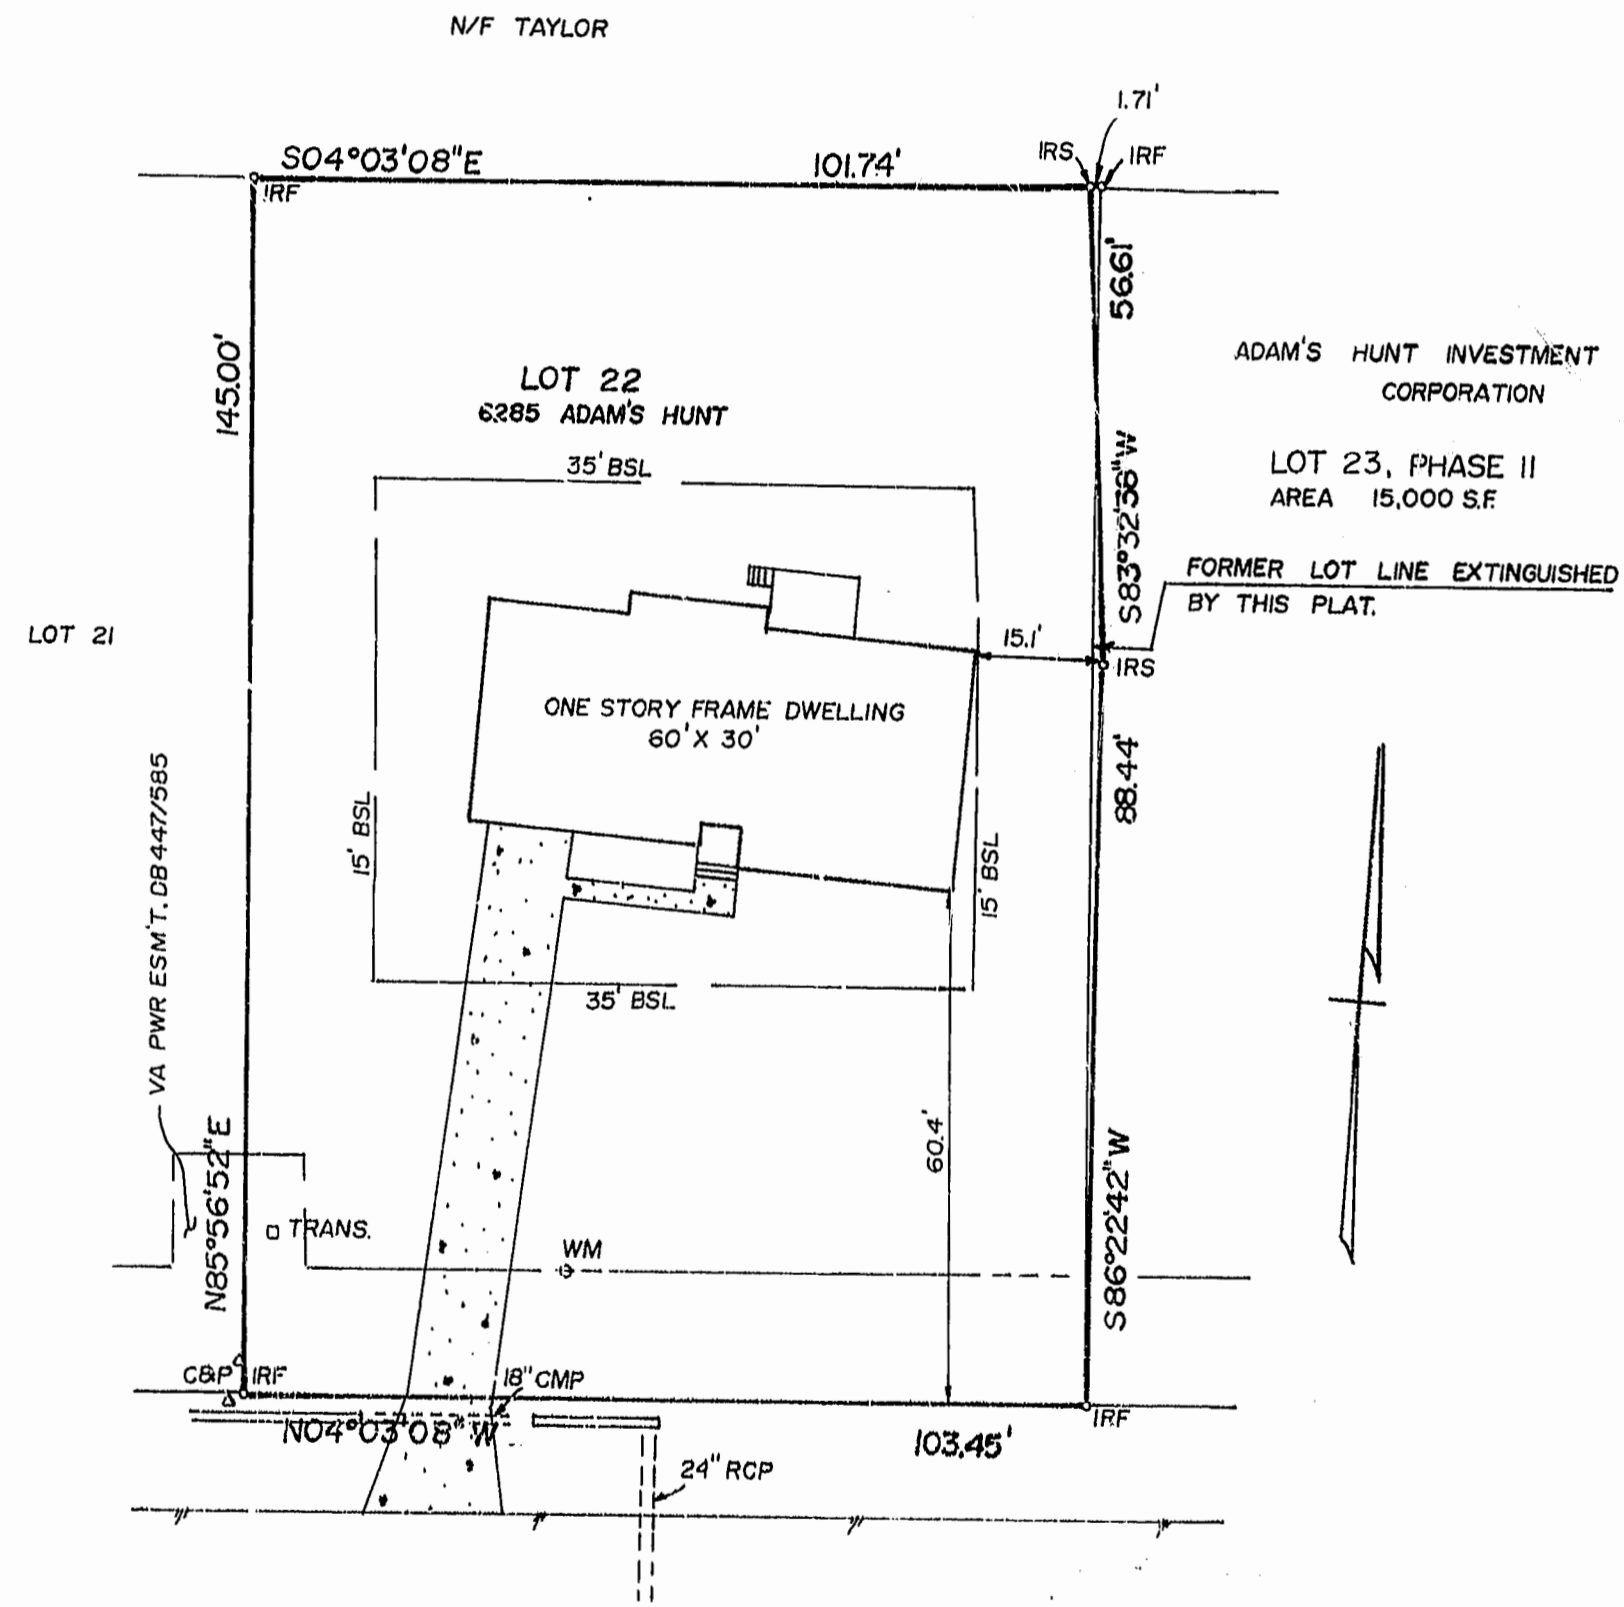 N/F TAYLOR
1.71'
S04°03'08"E
101.74'
IRS
IRF
IRF
56.61'
145.00'
ADAM'S HUNT INVESTMENT
CORPORATION
LOT 22
6285 ADAM'S HUNT
35' BSL
LOT 23, PHASE II
AREA 15,000 S.F.
S83°32'38"W
FORMER LOT LINE EXTINGUISHED
BY THIS PLAT.
LOT 21
15.1'
IRS
ONE STORY FRAME DWELLING
60' X 30'
88.44'
VA PWR ESM'T. DB 447/585
15' BSL
15' BSL
35' BSL
60.4'
N85°56'52"E
S86°22'42"W
TRANS.
WM
C&P
IRF
18" CMP
IRF
N04°03'08"W
103.45'
24" RCP